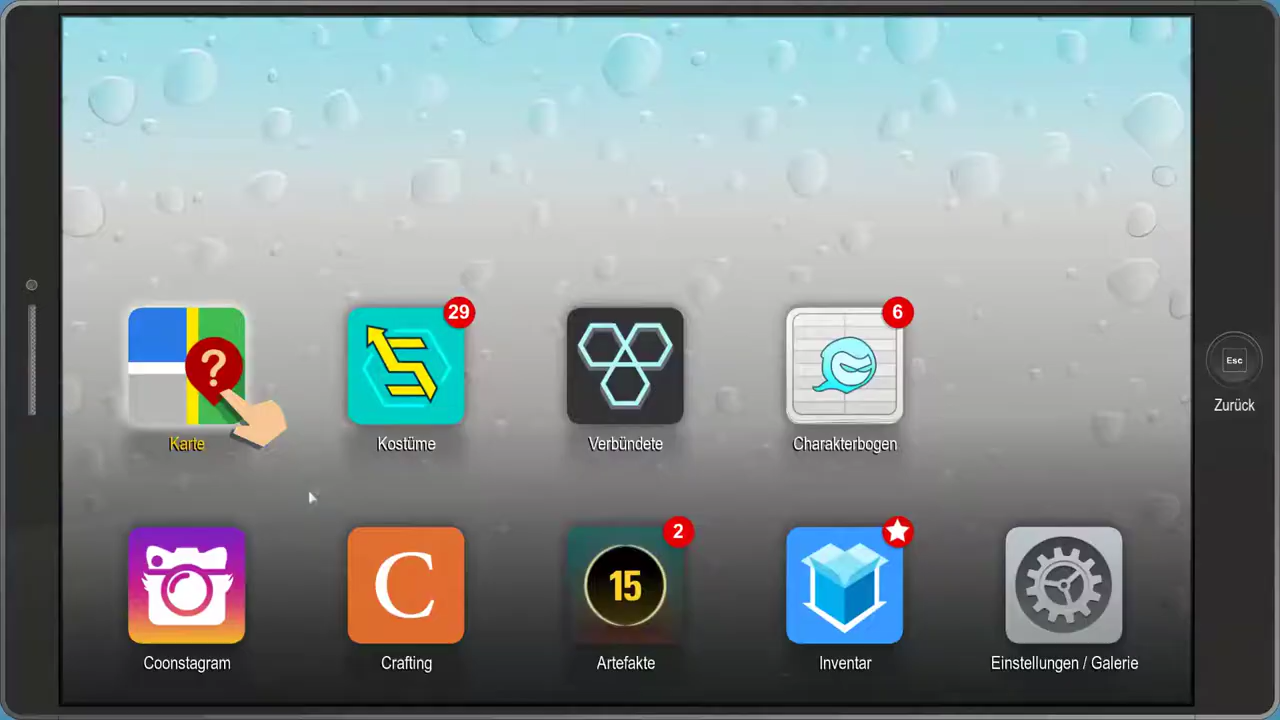 29
6
?
Esc
Karte
Kostüme
Verbündete
Charakterbogen
Zurück
2
C
15
Coonstagram
Crafting
Artefakte
Inventar
Einstellungen / Galerie